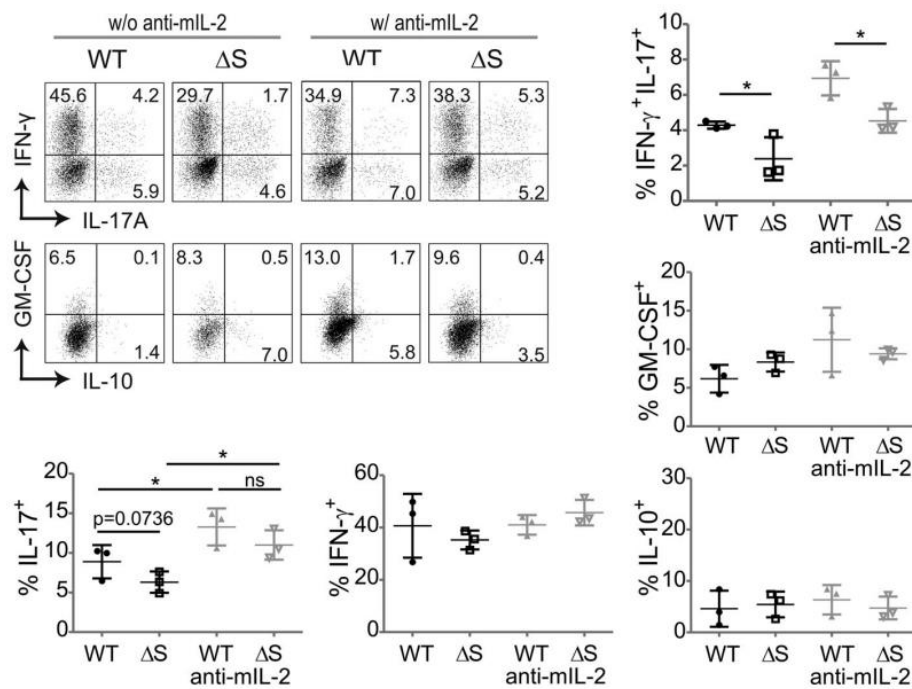 w/o anti-mIL-2 w/ anti-mIL-2
WT ΔS WT ΔS
45.6 4.2 29.7 1.7 34.9 7.3 38.3 5.3
IFN-γ
5.9 4.6 7.0 5.2
IL-17A
6.5 0.1 8.3 0.5 13.0 1.7 9.6 0.4
GM-CSF
1.4 7.0 5.8 3.5
IL-10
% IFN-γ+IL-17+
10
8
6
4
2
0
* *
WT ΔS WT ΔS
anti-mIL-2
% GM-CSF+
20
15
10
5
0
WT ΔS WT ΔS
anti-mIL-2
% IL-17+
20
15
10
5
0
*
* ns
p=0.0736
WT ΔS WT ΔS
anti-mIL-2
% IFN-γ+
60
40
20
60
WT ΔS WT ΔS
anti-mIL-2
% IL-10+
30
20
10
0
WT ΔS WT ΔS
anti-mIL-2